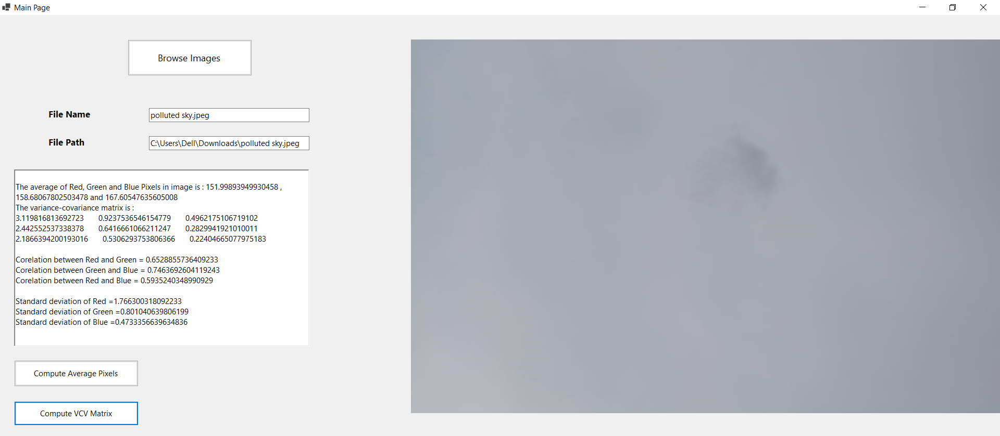 Main Page
Browse Images
File Name
polluted sky.jpeg
File Path
C:\Users\Dell\Downloads\polluted sky.jpeg
The average of Red, Green and Blue Pixels in image is : 151.99893949930458 ,
158.68067802503478 and 167.60547635605008
The variance-covariance matrix is :
3.119816813692723 0.9237536546154779 0.4962175106719102
2.442552537338378 0.6416661066211247 0.2829941921010011
2.1866394200193016 0.5306293753806366 0.22404665077975183
Corelation between Red and Green = 0.6528855736409233
Corelation between Green and Blue = 0.7463692604119243
Corelation between Red and Blue = 0.5935240348990929
Standard deviation of Red =1.766300318092233
Standard deviation of Green =0.801040639806199
Standard deviation of Blue =0.4733356639634836
Compute Average Pixels
Compute VCV Matrix